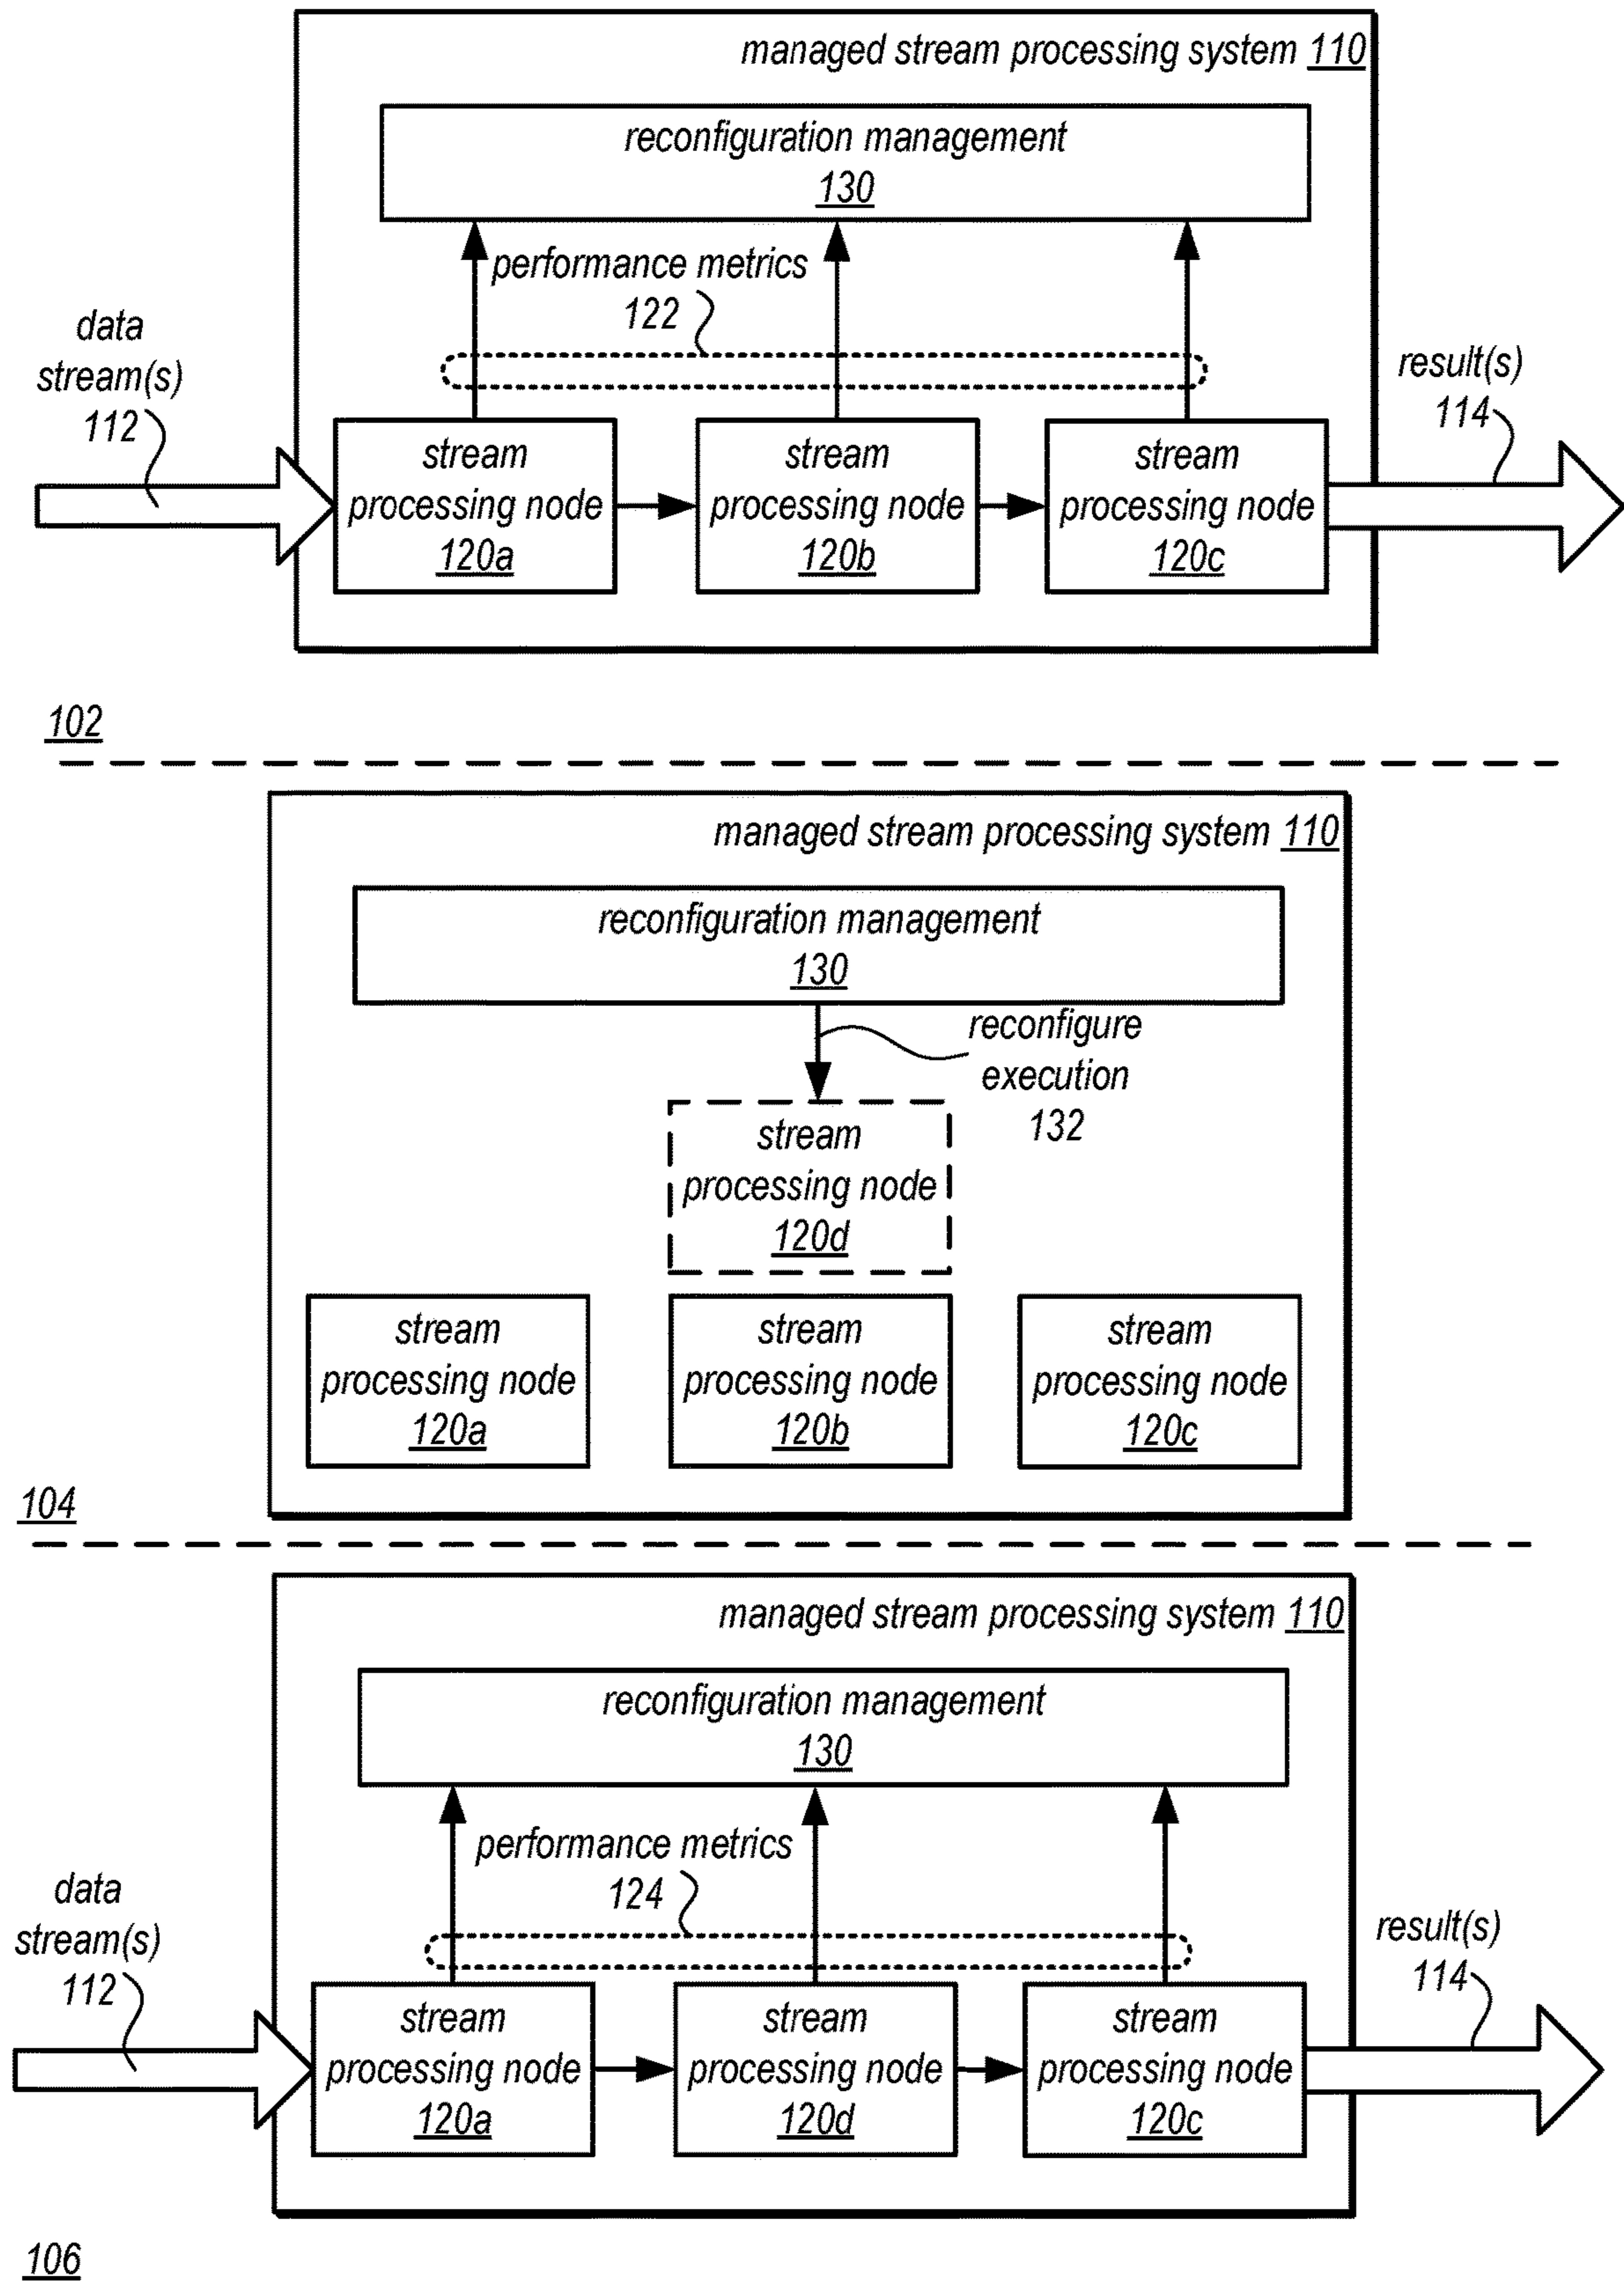 managed stream processing system 110
reconfiguration management
130
performance metrics
122
data
stream(s)
112
result(s)
114
stream
processing node
120a
stream
processing node
120b
stream
processing node
120c
102
managed stream processing system 110
reconfiguration management
130
reconfigure
execution
132
stream
processing node
120d
stream
processing node
120a
stream
processing node
120b
stream
processing node
120c
104
managed stream processing system 110
reconfiguration management
130
performance metrics
124
data
stream(s)
112
result(s)
114
stream
processing node
120a
stream
processing node
120d
stream
processing node
120c
106